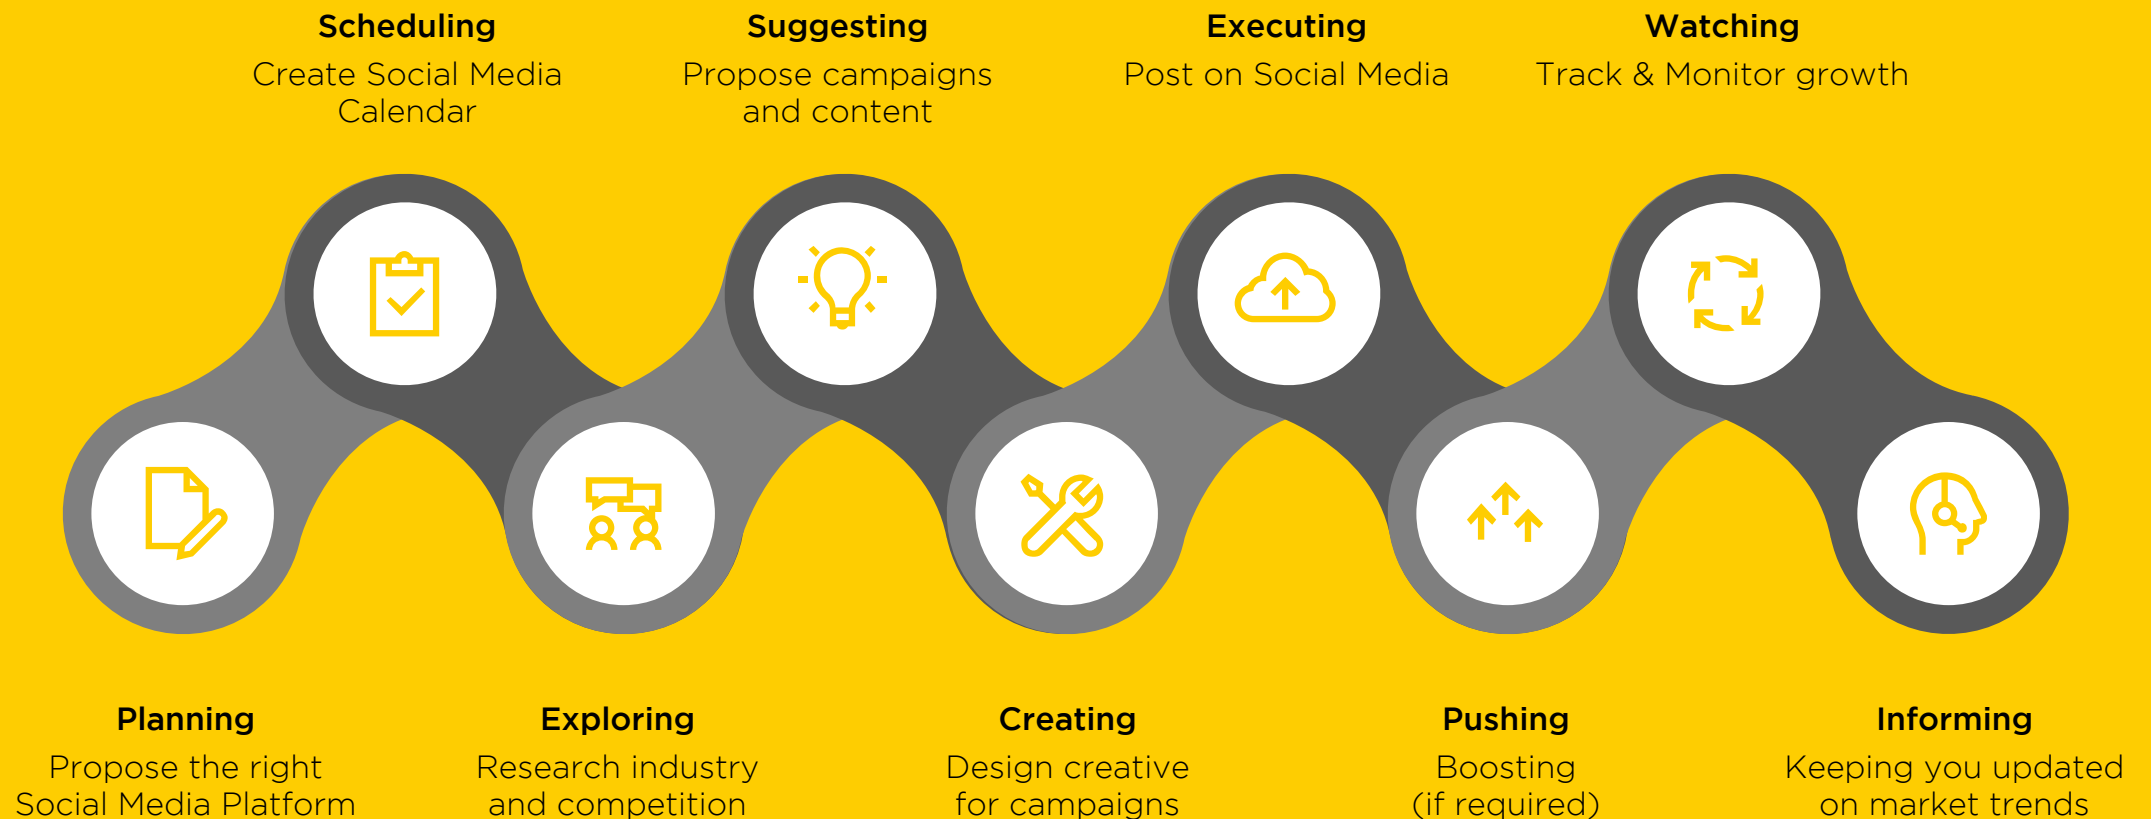 Scheduling
Create Social Media
Calendar
Suggesting
Propose campaigns
and content
Executing
Post on Social Media
Watching
Track & Monitor growth
Planning
Propose the right
Social Media Platform
Exploring
Research industry
and competition
Creating
Design creative
for campaigns
Pushing
Boosting
(if required)
Informing
Keeping you updated
on market trends